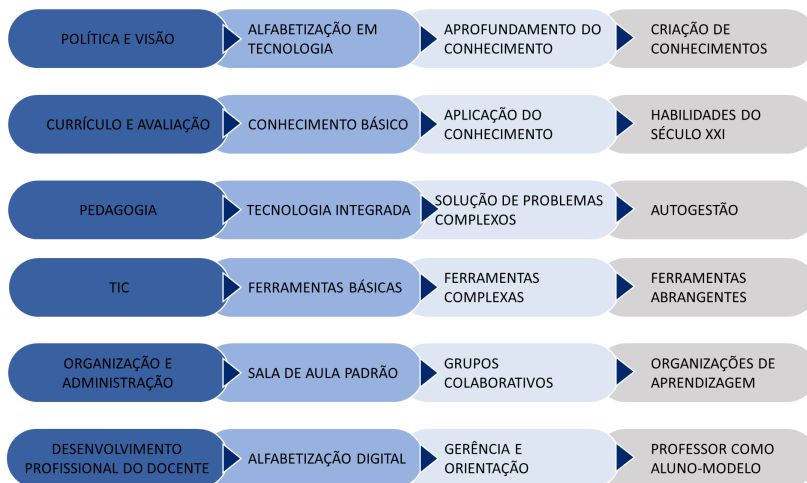 POLÍTICA E VISÃO
ALFABETIZAÇÃO EM
TECNOLOGIA
APROFUNDAMENTO DO
CONHECIMENTO
CRIAÇÃO DE
CONHECIMENTOS
CURRÍCULO E AVALIAÇÃO
CONHECIMENTO BÁSICO
APLICAÇÃO DO
CONHECIMENTO
HABILIDADES DO
SÉCULO XXI
PEDAGOGIA
TECNOLOGIA INTEGRADA
SOLUÇÃO DE PROBLEMAS
COMPLEXOS
AUTOGESTÃO
TIC
FERRAMENTAS BÁSICAS
FERRAMENTAS
COMPLEXAS
FERRAMENTAS
ABRANGENTES
ORGANIZAÇÃO E
ADMINISTRAÇÃO
SALA DE AULA PADRÃO
GRUPOS
COLABORATIVOS
ORGANIZAÇÕES DE
APRENDIZAGEM
DESENVOLVIMENTO
PROFISSIONAL DO DOCENTE
ALFABETIZAÇÃO DIGITAL
GERÊNCIA E
ORIENTAÇÃO
PROFESSOR COMO
ALUNO-MODELO